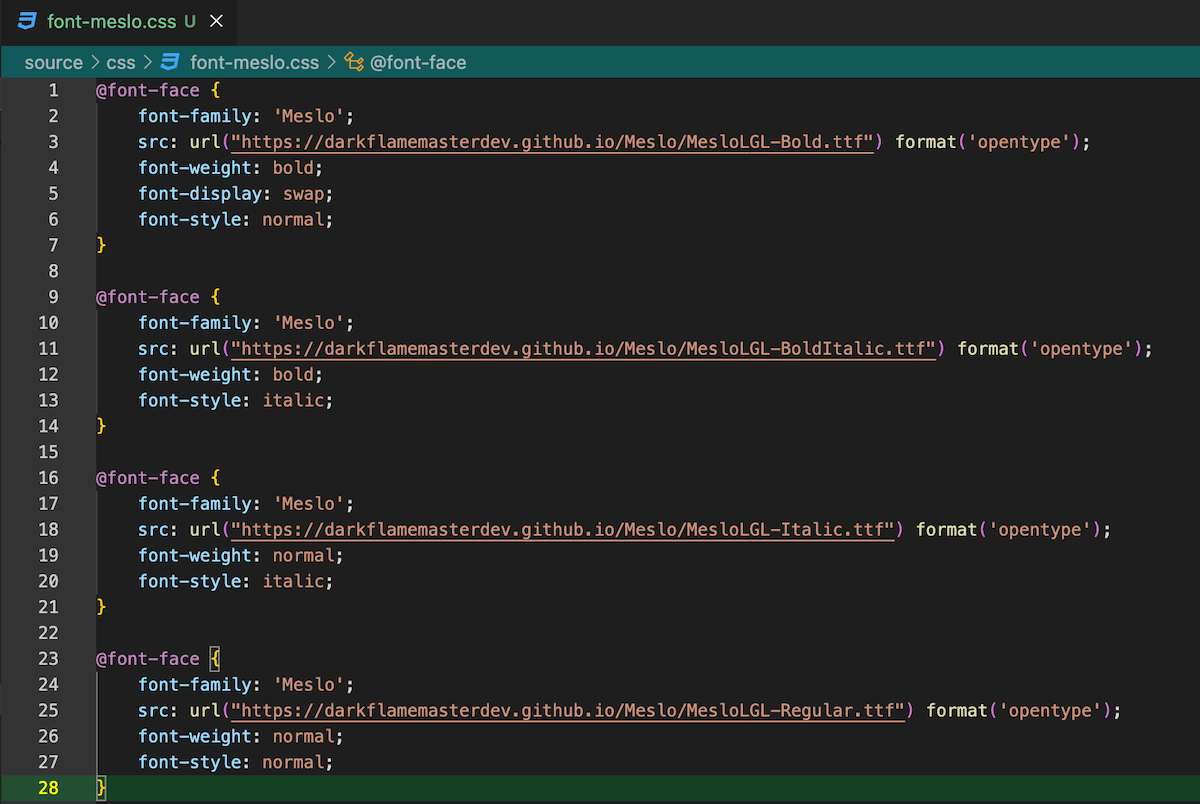 font-meslo.css U ×
source > css > font-meslo.css > @font-face
1 @font-face {
2 font-family: 'Meslo';
3 src: url("https://darkflamemasterdev.github.io/Meslo/MesloLGL-Bold.ttf") format('opentype');
4 font-weight: bold;
5 font-display: swap;
6 font-style: normal;
7 }
8
9 @font-face {
10 font-family: 'Meslo';
11 src: url("https://darkflamemasterdev.github.io/Meslo/MesloLGL-BoldItalic.ttf") format('opentype');
12 font-weight: bold;
13 font-style: italic;
14 }
15
16 @font-face {
17 font-family: 'Meslo';
18 src: url("https://darkflamemasterdev.github.io/Meslo/MesloLGL-Italic.ttf") format('opentype');
19 font-weight: normal;
20 font-style: italic;
21 }
22
23 @font-face {
24 font-family: 'Meslo';
25 src: url("https://darkflamemasterdev.github.io/Meslo/MesloLGL-Regular.ttf") format('opentype');
26 font-weight: normal;
27 font-style: normal;
28 }